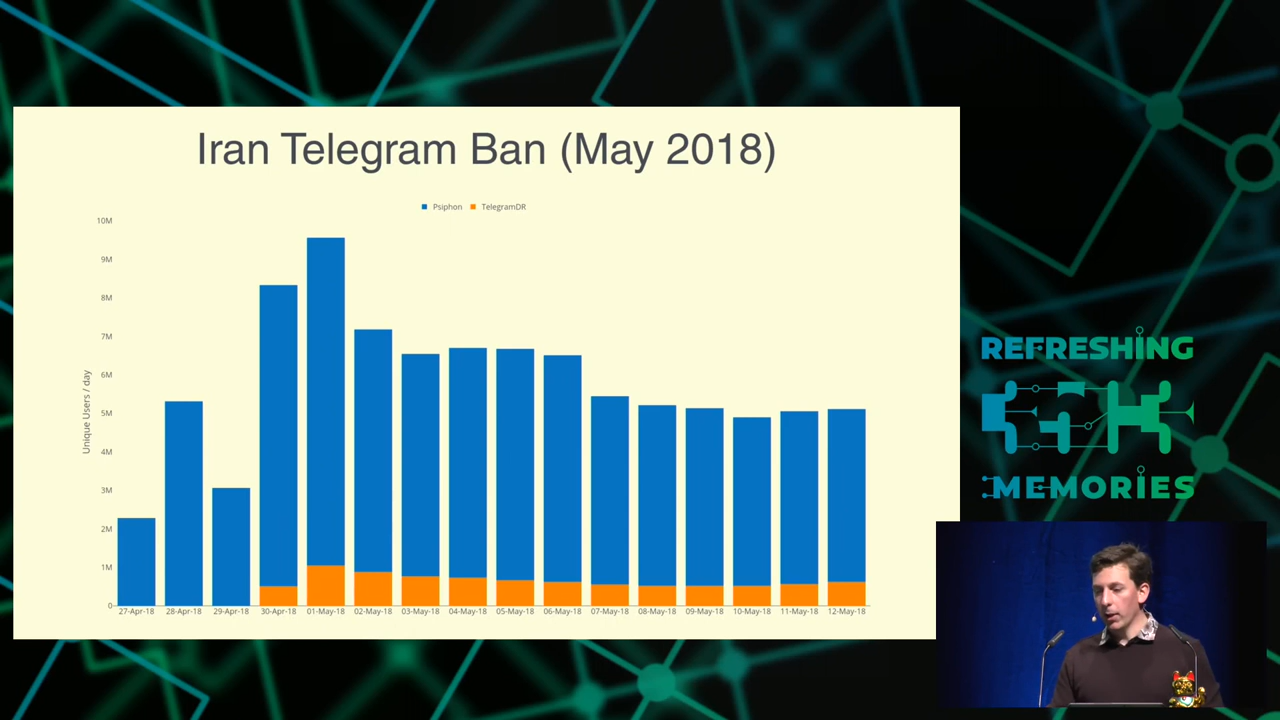 Iran Telegram Ban (May 2018)
Psiphon TelegramDR
10M
9M
8M
7M
6M
5M
4M
3M
2M
1M
0
Unique Users / day
27-Apr-18 28-Apr-18 29-Apr-18 30-Apr-18 01-May-18 02-May-18 03-May-18 04-May-18 05-May-18 06-May-18 07-May-18 08-May-18 09-May-18 10-May-18 11-May-18 12-May-18
REFRESHING
35C3
MEMORIES